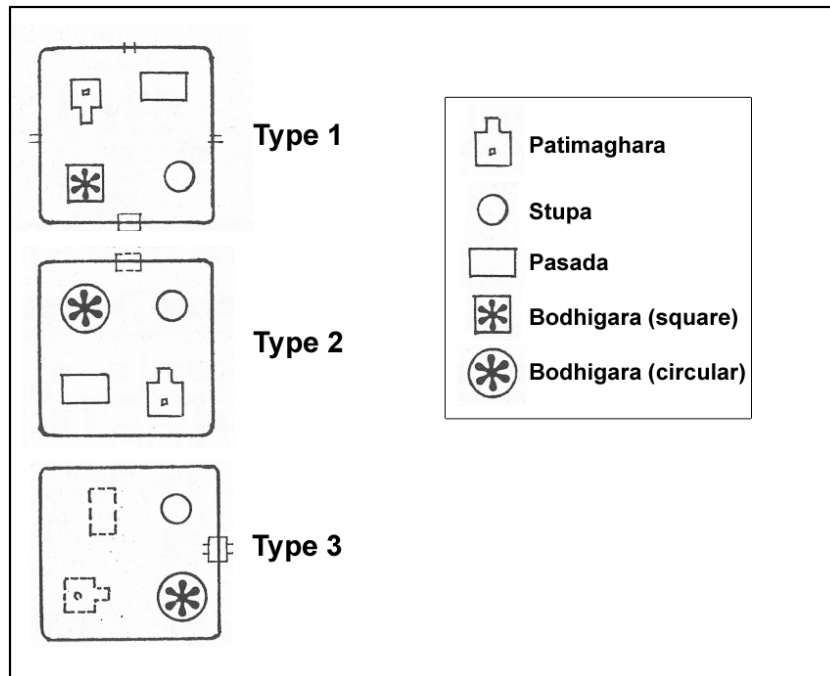 Type 1
Type 2
Type 3
Patimaghara
Stupa
Pasada
Bodhigara (square)
Bodhigara (circular)